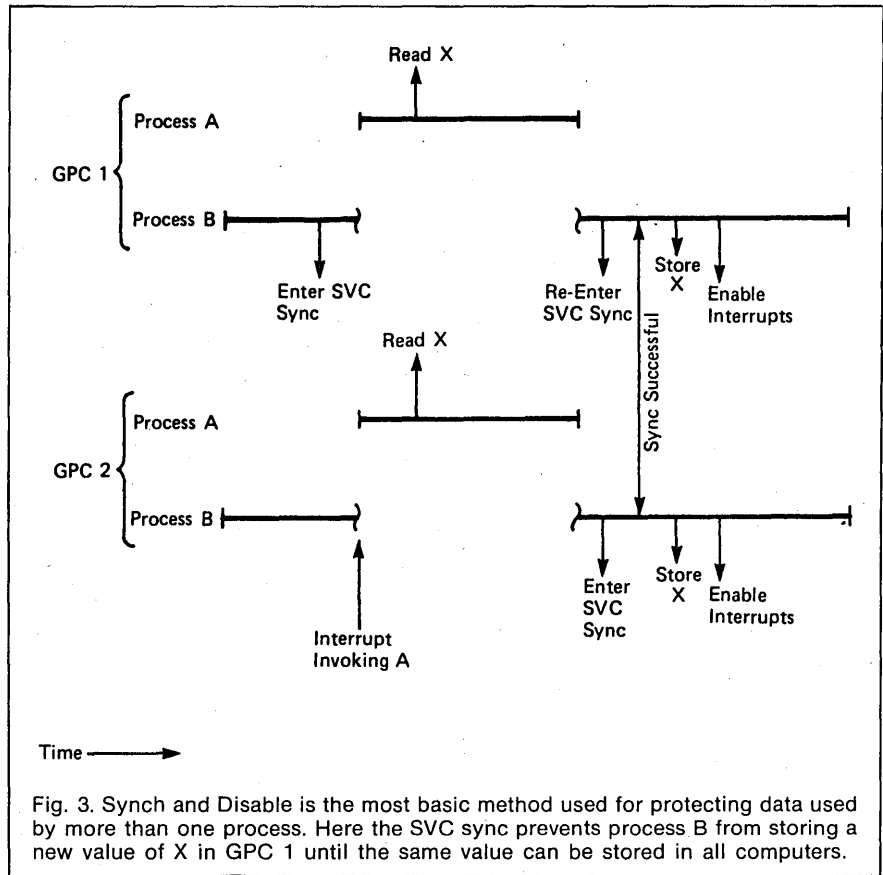 Read X
Process A
GPC 1
Process B
Enter SVC
Sync
Re-Enter
SVC Sync
Store
X
Enable
Interrupts
Sync Successful
Read X
Process A
GPC 2
Process B
Enter
SVC
Sync
Store
X
Enable
Interrupts
Interrupt
Invoking A
Time
Fig. 3. Synch and Disable is the most basic method used for protecting data used
by more than one process. Here the SVC sync prevents process B from storing a
new value of X in GPC 1 until the same value can be stored in all computers.